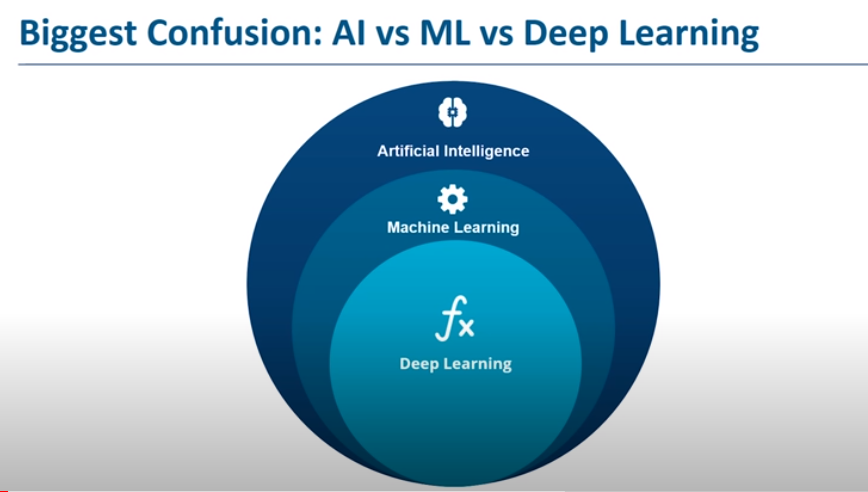 Biggest Confusion: AI vs ML vs Deep Learning
Artificial Intelligence
Machine Learning
fx
Deep Learning